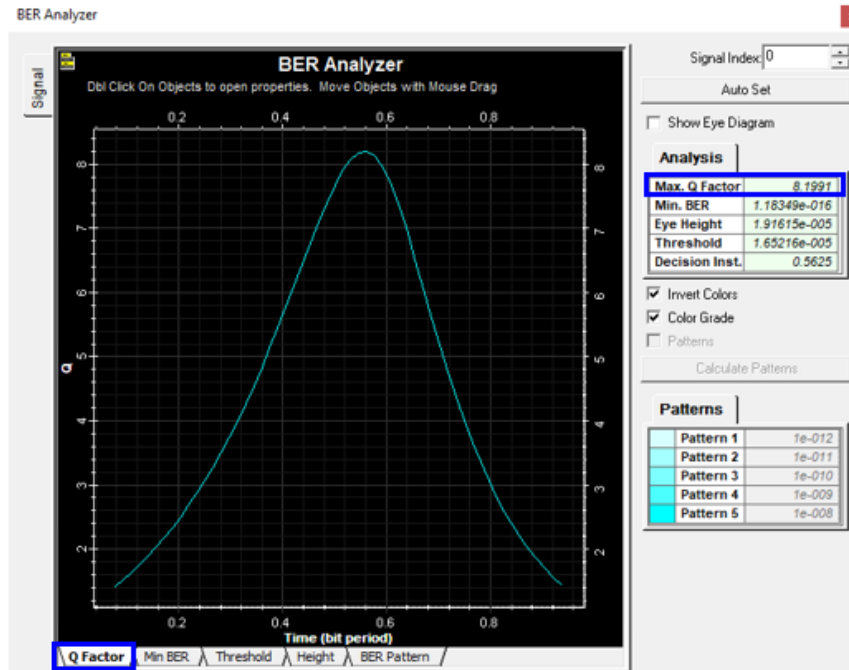 BER Analyzer
Signal
BER Analyzer
Dbl Click On Objects to open properties.  Move Objects with Mouse Drag
0.2 0.4 0.6 0.8
8
7
6
5
4
3
2
Q
8
7
6
5
4
3
2
0.2 0.4 0.6 0.8
Time (bit period)
Q Factor Min BER Threshold Height BER Pattern
Signal Index: 0
Auto Set
Show Eye Diagram
Analysis
Max. Q Factor 8.1991
Min. BER 1.18349e-016
Eye Height 1.91615e-005
Threshold 1.65216e-005
Decision Inst. 0.5625
Invert Colors
Color Grade
Patterns
Calculate Patterns
Patterns
Pattern 1 1e-012
Pattern 2 1e-011
Pattern 3 1e-010
Pattern 4 1e-009
Pattern 5 1e-008